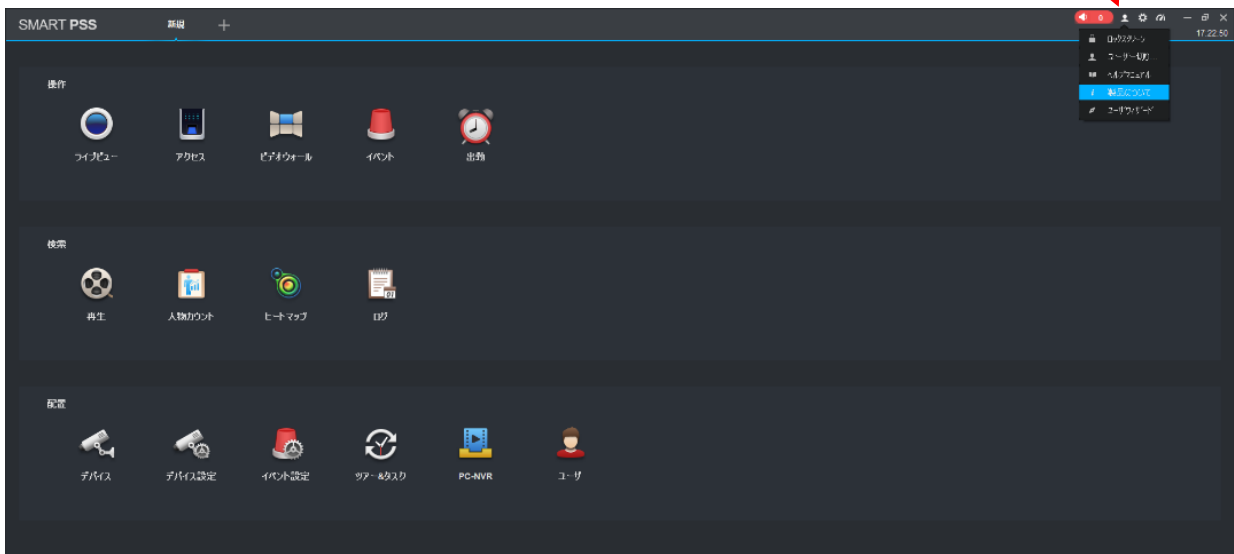 SMART PSS 新規 +
0
17:22:50
ロックスクリーン
ユーザー切替...
ヘルプマニュアル
製品について
ユーザウィザード
操作
ライブビュー アクセス ビデオウォール イベント 出勤
検索
再生 人物カウント ヒートマップ ログ
配置
デバイス デバイス設定 イベント設定 ツアー&タスク PC-NVR ユーザ